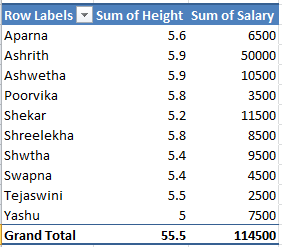 Row Labels Sum of Height Sum of Salary
Aparna 5.6 6500
Ashrith 5.9 50000
Ashwetha 5.9 10500
Poorvika 5.8 3500
Shekar 5.2 11500
Shreelekha 5.8 8500
Shwtha 5.4 9500
Swapna 5.4 4500
Tejaswini 5.5 2500
Yashu 5 7500
Grand Total 55.5 114500